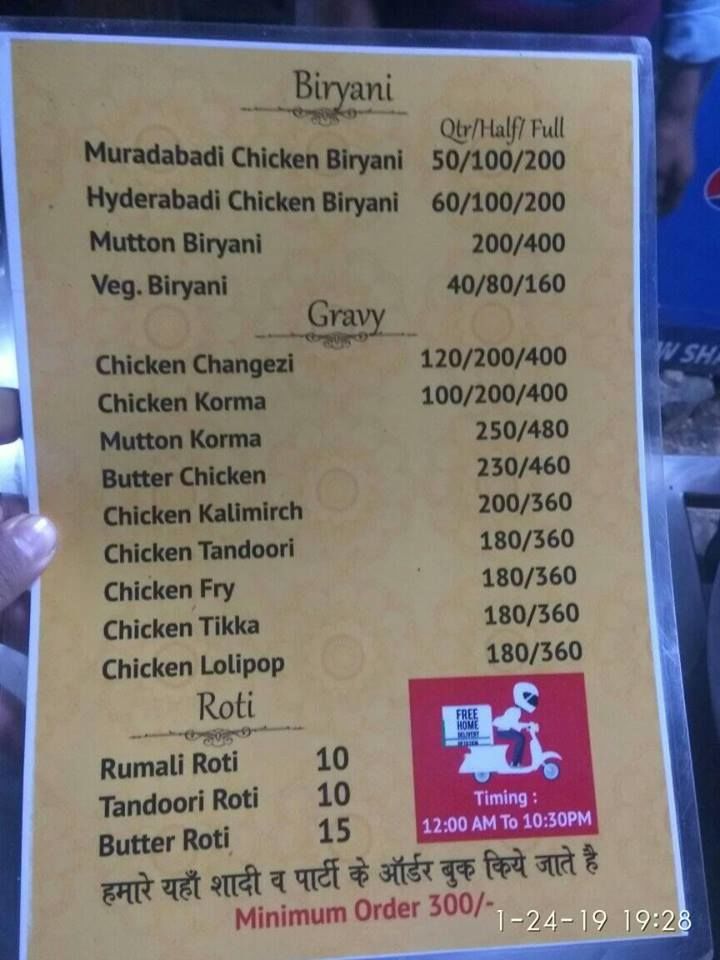 Biryani
Qtr/Half/ Full
Muradabadi Chicken Biryani 50/100/200
Hyderabadi Chicken Biryani 60/100/200
Mutton Biryani 200/400
Veg. Biryani 40/80/160
Gravy
Chicken Changezi 120/200/400
Chicken Korma 100/200/400
Mutton Korma 250/480
Butter Chicken 230/460
Chicken Kalimirch 200/360
Chicken Tandoori 180/360
Chicken Fry 180/360
Chicken Tikka 180/360
Chicken Lolipop 180/360
Roti
Rumali Roti 10
Tandoori Roti 10
Butter Roti 15
FREE
HOME
DELIVERY
Timing :
12:00 AM To 10:30PM
हमारे यहाँ शादी व पार्टी के ऑर्डर बुक किये जाते है
Minimum Order 300/-
1-24-19 19:28